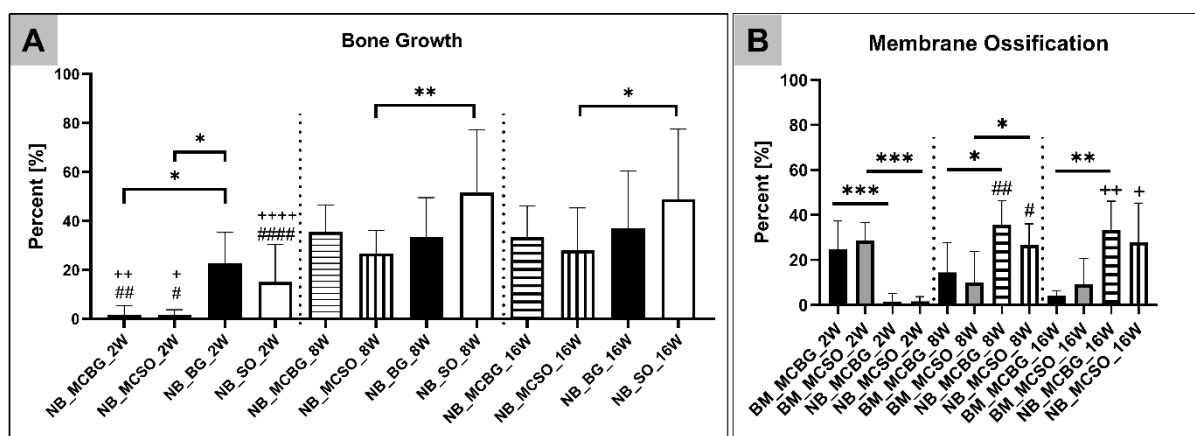 A
Bone Growth
Percent [%]
100
80
60
40
20
0
*
*
**
*
++
##
+
#
++++
####
NB_MCBG_2W
NB_MCSO_2W
NB_BG_2W
NB_SO_2W
NB_MCBG_8W
NB_MCSO_8W
NB_BG_8W
NB_SO_8W
NB_MCBG_16W
NB_MCSO_16W
NB_BG_16W
NB_SO_16W
B
Membrane Ossification
Percent [%]
100
80
60
40
20
0
***
***
*
*
**
##
#
++
+
BM_MCBG_2W
BM_MCSO_2W
NB_MCBG_2W
NB_MCSO_2W
BM_MCBG_8W
BM_MCSO_8W
NB_MCBG_8W
NB_MCSO_8W
BM_MCBG_16W
BM_MCSO_16W
NB_MCBG_16W
NB_MCSO_16W